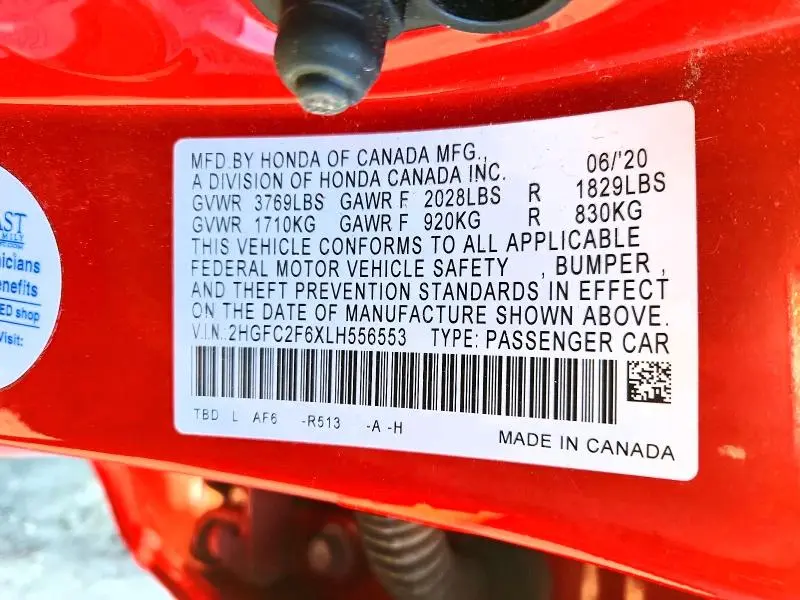 MFD.BY HONDA OF CANADA MFG., 06/'20
A DIVISION OF HONDA CANADA INC.
GVWR 3769LBS GAWR F 2028LBS R 1829LBS
GVWR 1710KG GAWR F 920KG R 830KG
THIS VEHICLE CONFORMS TO ALL APPLICABLE
FEDERAL MOTOR VEHICLE SAFETY , BUMPER ,
AND THEFT PREVENTION STANDARDS IN EFFECT
ON THE DATE OF MANUFACTURE SHOWN ABOVE.
V.I.N.:2HGFC2F6XLH556553 TYPE: PASSENGER CAR
TBD L AF6 -R513 -A -H
MADE IN CANADA
AST
icians
enefits
ED shop
Visit: